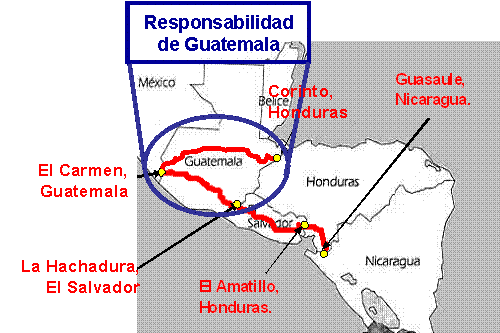 Responsabilidad
de Guatemala
México
Belice
Corinto,
Honduras
Guasaule,
Nicaragua.
Guatemala
El Carmen,
Guatemala
Honduras
Salvador
La Hachadura,
El Salvador
El Amatillo,
Honduras.
Nicaragua